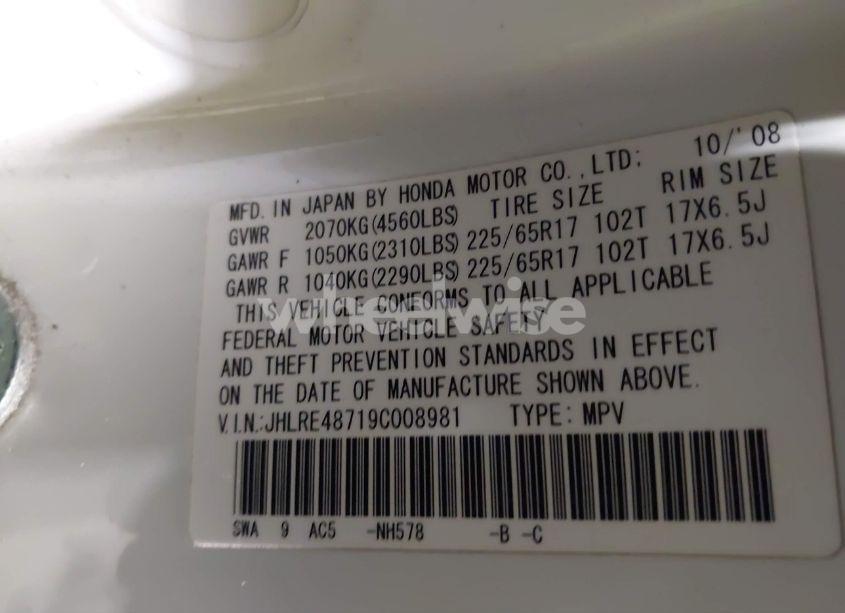 MFD. IN JAPAN BY HONDA MOTOR CO.,LTD: 10/'08
GVWR 2070KG(4560LBS) TIRE SIZE RIM SIZE
GAWR F 1050KG(2310LBS) 225/65R17 102T 17X6.5J
GAWR R 1040KG(2290LBS) 225/65R17 102T 17X6.5J
THIS VEHICLE CONFORMS TO ALL APPLICABLE
FEDERAL MOTOR VEHICLE SAFETY
wheelwise
AND THEFT PREVENTION STANDARDS IN EFFECT
ON THE DATE OF MANUFACTURE SHOWN ABOVE.
V.I.N.:JHLRE48719C008981 TYPE: MPV
SWA 9 AC5 -NH578 -B -C